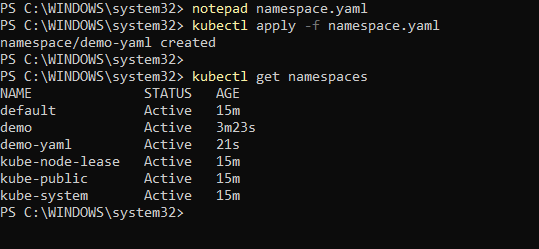 PS C:\WINDOWS\system32> notepad namespace.yaml
PS C:\WINDOWS\system32> kubectl apply -f namespace.yaml
namespace/demo-yaml created
PS C:\WINDOWS\system32>
PS C:\WINDOWS\system32> kubectl get namespaces
NAME              STATUS   AGE
default           Active   15m
demo              Active   3m23s
demo-yaml         Active   21s
kube-node-lease   Active   15m
kube-public       Active   15m
kube-system       Active   15m
PS C:\WINDOWS\system32>